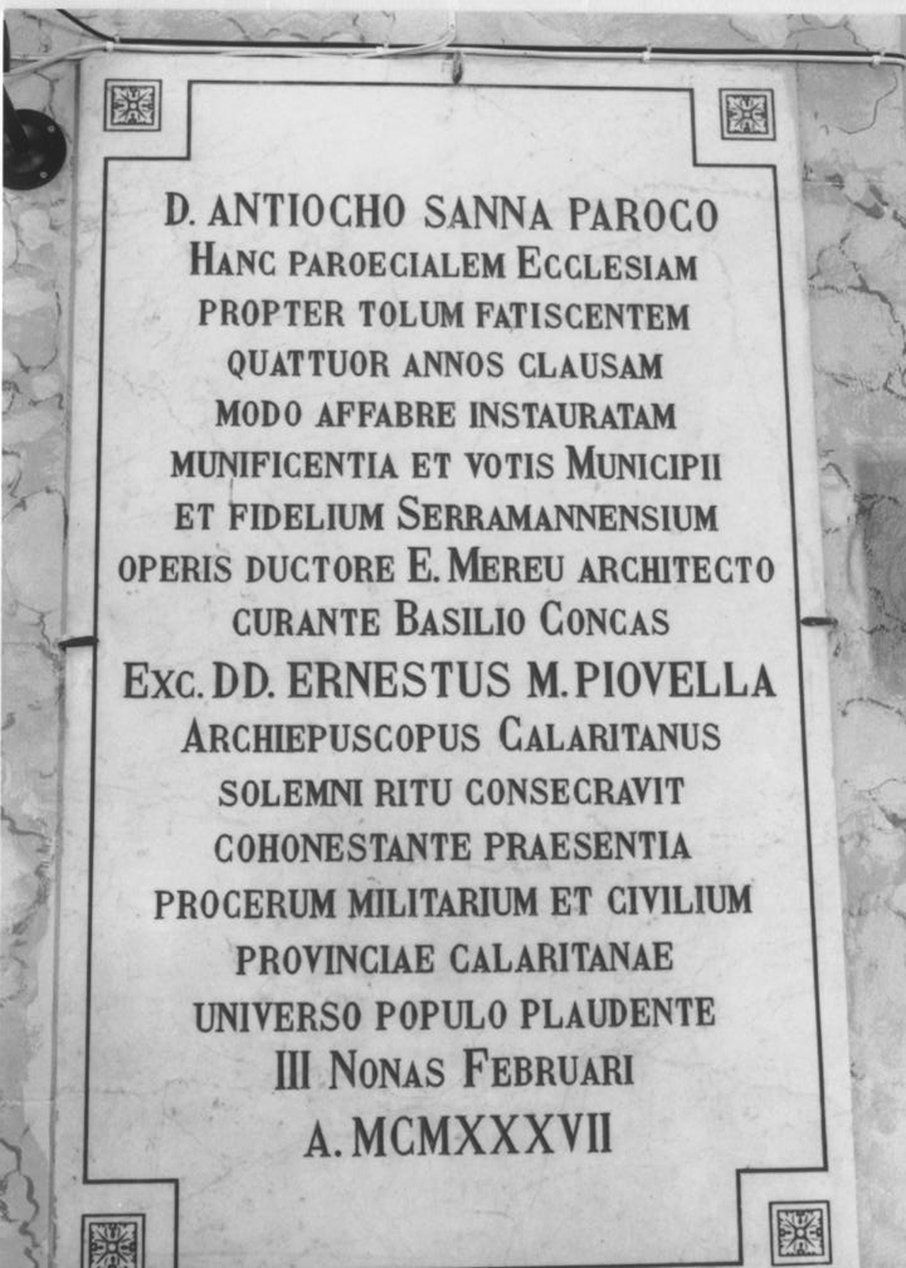 D. ANTIOCHO SANNA PAROCO
HANC PAROECIALEM ECCLESIAM
PROPTER TOLUM FATISCENTEM
QUATTUOR ANNOS CLAUSAM
MODO AFFABRE INSTAURATAM
MUNIFICENTIA ET VOTIS MUNICIPII
ET FIDELIUM SERRAMANNENSIUM
OPERIS DUCTORE E. MEREU ARCHITECTO
CURANTE BASILIO CONCAS
EXC. DD. ERNESTUS M. PIOVELLA
ARCHIEPUSCOPUS CALARITANUS
SOLEMNI RITU CONSECRAVIT
COHONESTANTE PRAESENTIA
PROCERUM MILITARIUM ET CIVILIUM
PROVINCIAE CALARITANAE
UNIVERSO POPULO PLAUDENTE
III NONAS FEBRUARI
A. MCMXXXVII